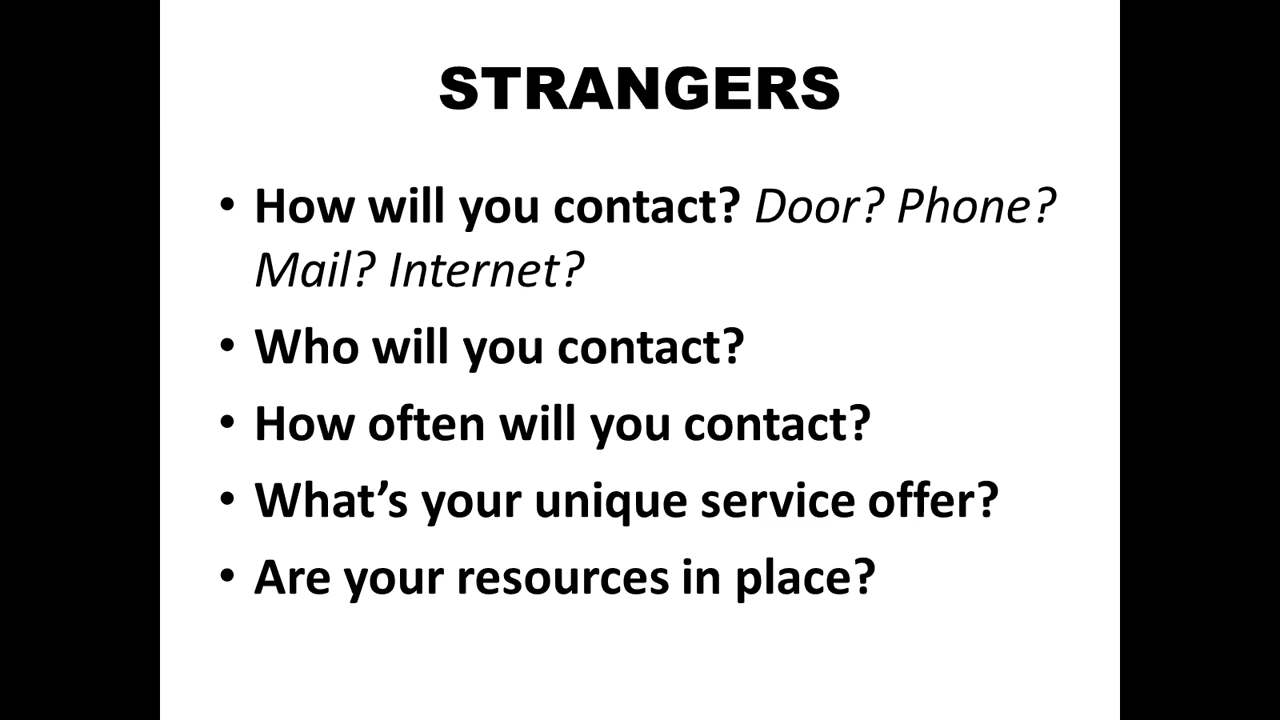 STRANGERS
• How will you contact? Door? Phone?
Mail? Internet?
• Who will you contact?
• How often will you contact?
• What’s your unique service offer?
• Are your resources in place?